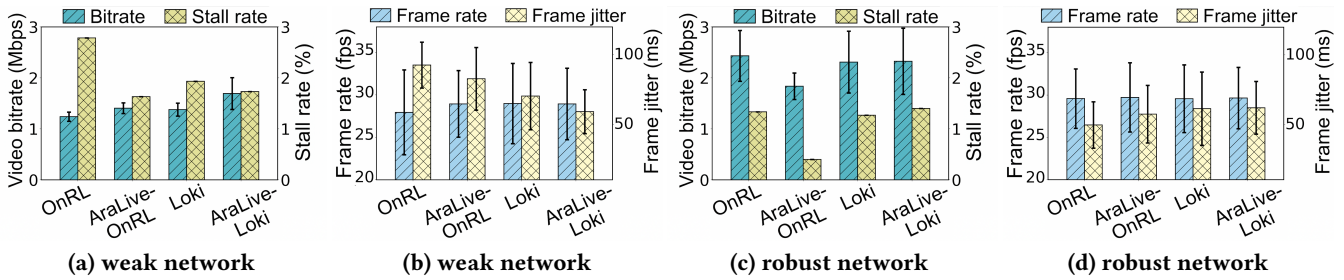 Bitrate Stall rate
Video bitrate (Mbps)
3
2
1
0
3
2
1
0
Stall rate (%)
OnRL
AraLive-
OnRL
Loki
AraLive-
Loki
(a) weak network
Frame rate Frame jitter
Frame rate (fps)
35
30
25
20
100
50
Frame jitter (ms)
OnRL
AraLive-
OnRL
Loki
AraLive-
Loki
(b) weak network
Bitrate Stall rate
Video bitrate (Mbps)
3
2
1
0
3
2
1
0
Stall rate (%)
OnRL
AraLive-
OnRL
Loki
AraLive-
Loki
(c) robust network
Frame rate Frame jitter
Frame rate (fps)
35
30
25
20
100
50
Frame jitter (ms)
OnRL
AraLive-
OnRL
Loki
AraLive-
Loki
(d) robust network